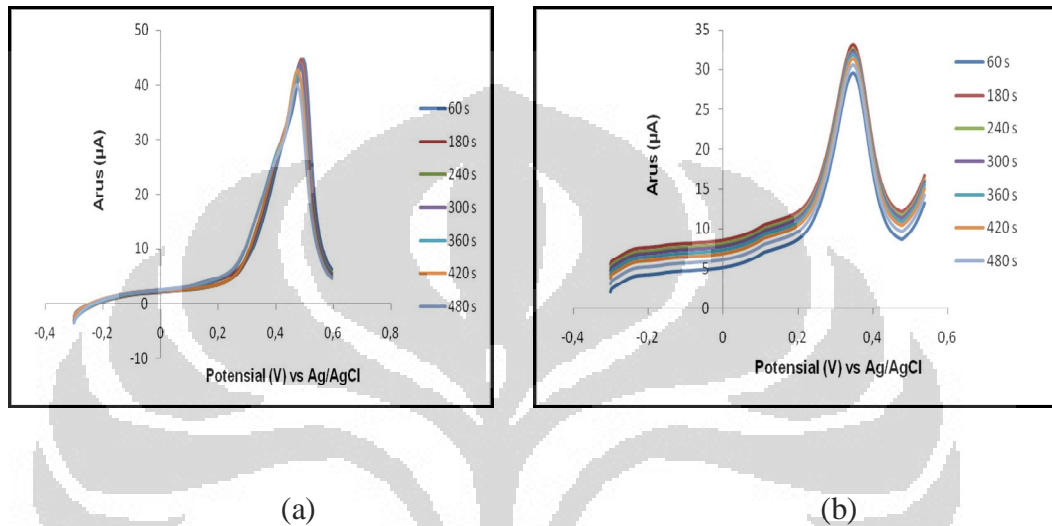 50
40
30
20
10
0
-10
-0,4
-0,2
0
0,2
0,4
0,6
0,8
Arus (µA)
Potensial (V) vs Ag/AgCl
60 s
180 s
240 s
300 s
360 s
420 s
480 s
(a)
35
30
25
20
15
10
5
0
-0,4
-0,2
0
0,2
0,4
0,6
Arus (µA)
Potensial (V) vs Ag/AgCl
60 s
180 s
240 s
300 s
360 s
420 s
480 s
(b)